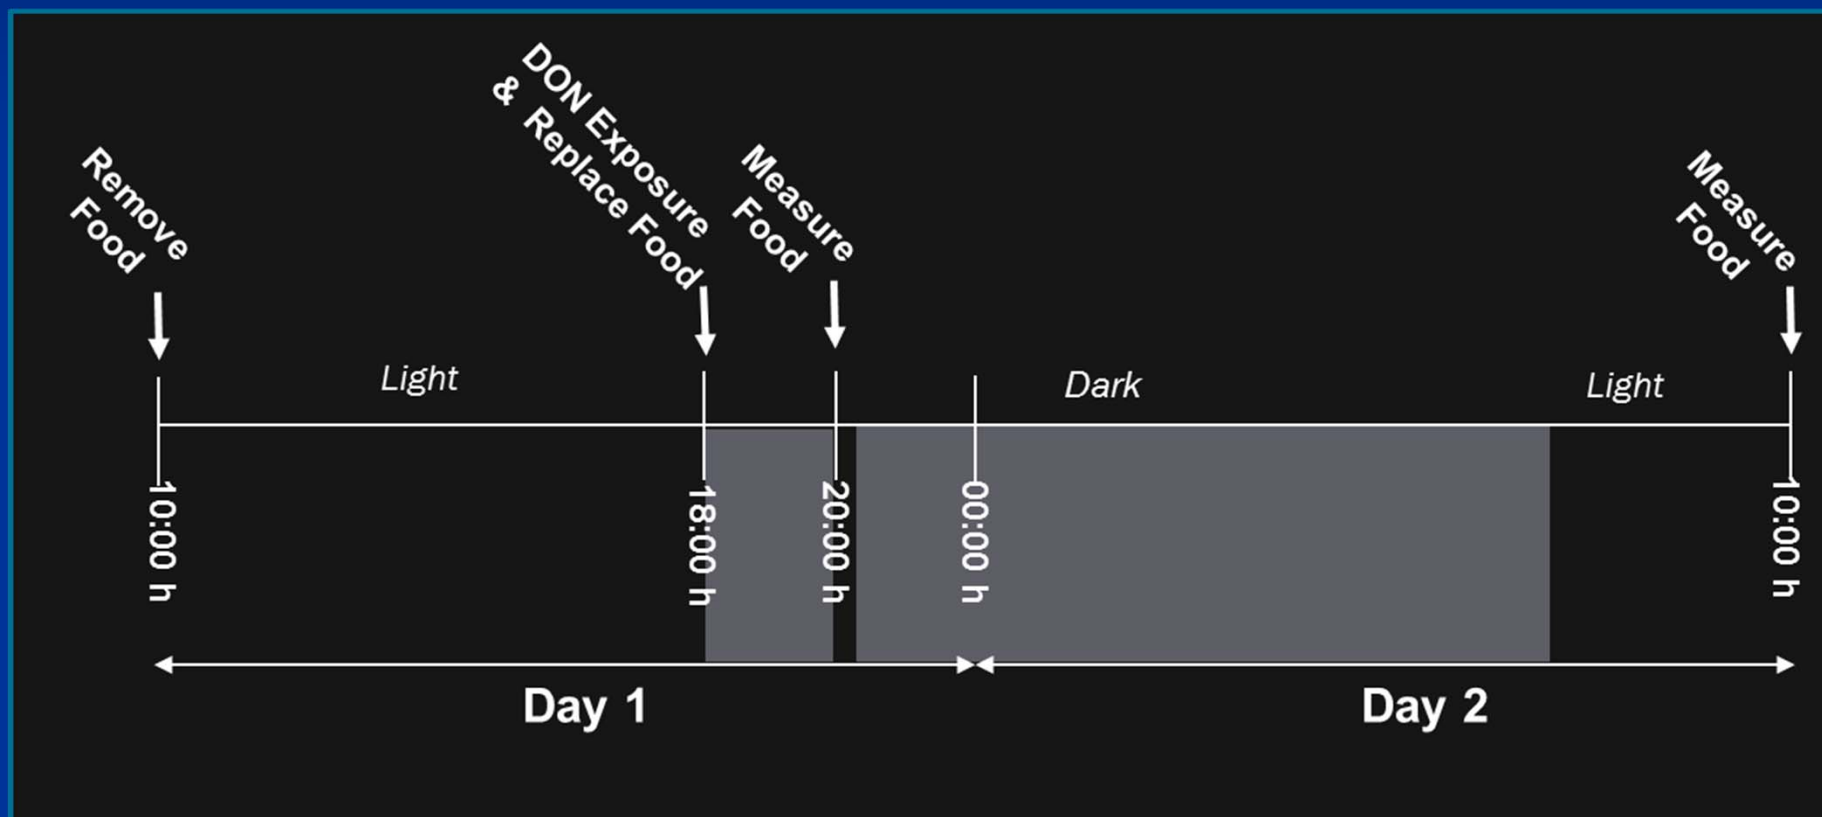 Remove
Food
DON Exposure
& Replace Food
Measure
Food
Measure
Food
Light
Dark
Light
10:00 h
18:00 h
20:00 h
00:00 h
10:00 h
Day 1
Day 2